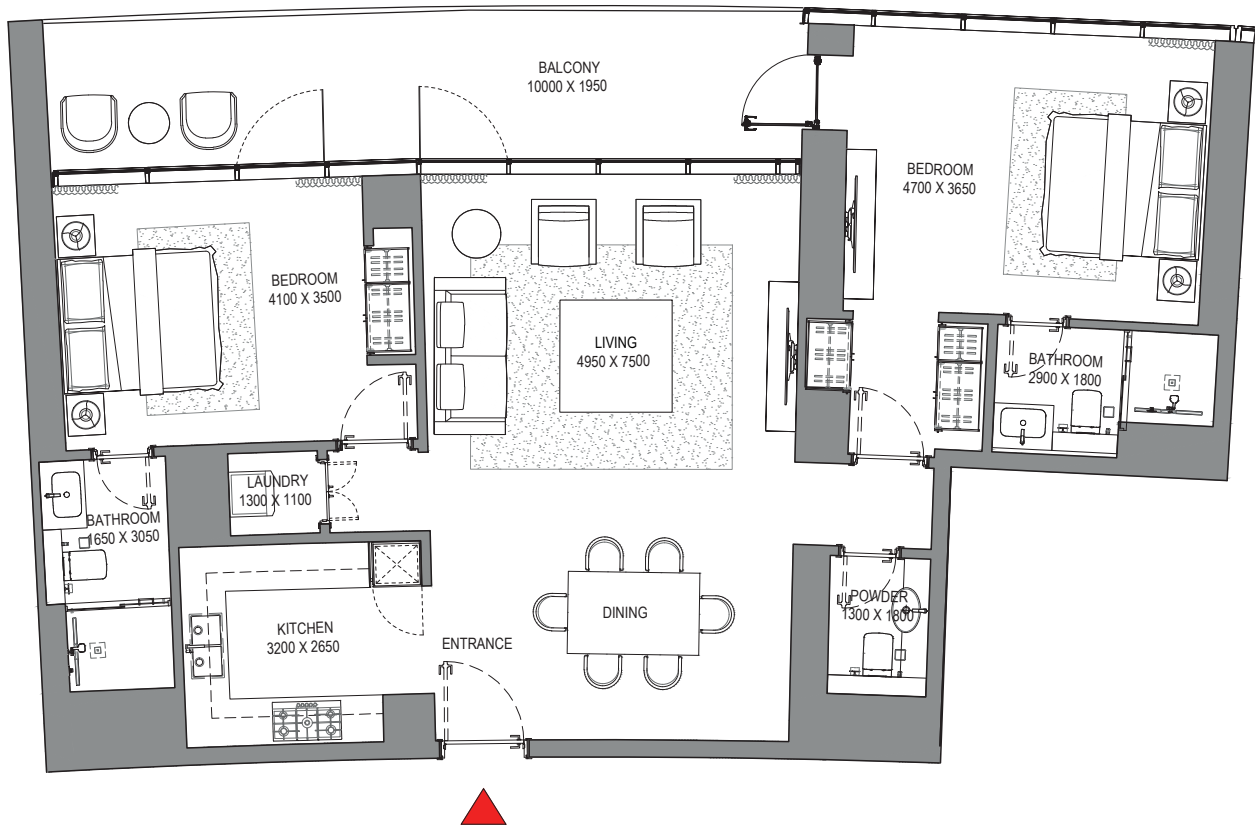 BALCONY
10000 X 1950
BEDROOM
4700 X 3650
BEDROOM
4100 X 3500
LIVING
4950 X 7500
BATHROOM
2900 X 1800
LAUNDRY
1300 X 1100
BATHROOM
1650 X 3050
POWDER
1300 X 1800
DINING
KITCHEN
3200 X 2650
ENTRANCE